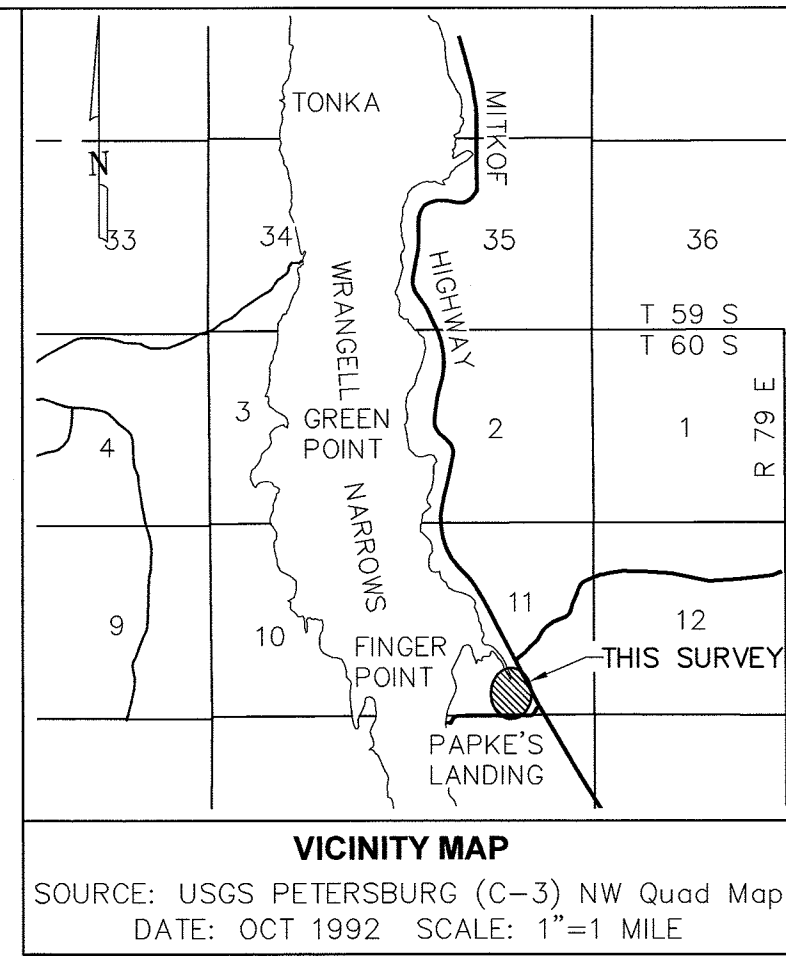 TONKA
MITKOF
N
33
34
35
36
WRANGELL
HIGHWAY
T 59 S
T 60 S
3
GREEN
POINT
2
1
R 79 E
4
NARROWS
9
10
11
12
FINGER
POINT
THIS SURVEY
PAPKE'S
LANDING
VICINITY MAP
SOURCE: USGS PETERSBURG (C-3) NW Quad Map
DATE: OCT 1992 SCALE: 1"=1 MILE